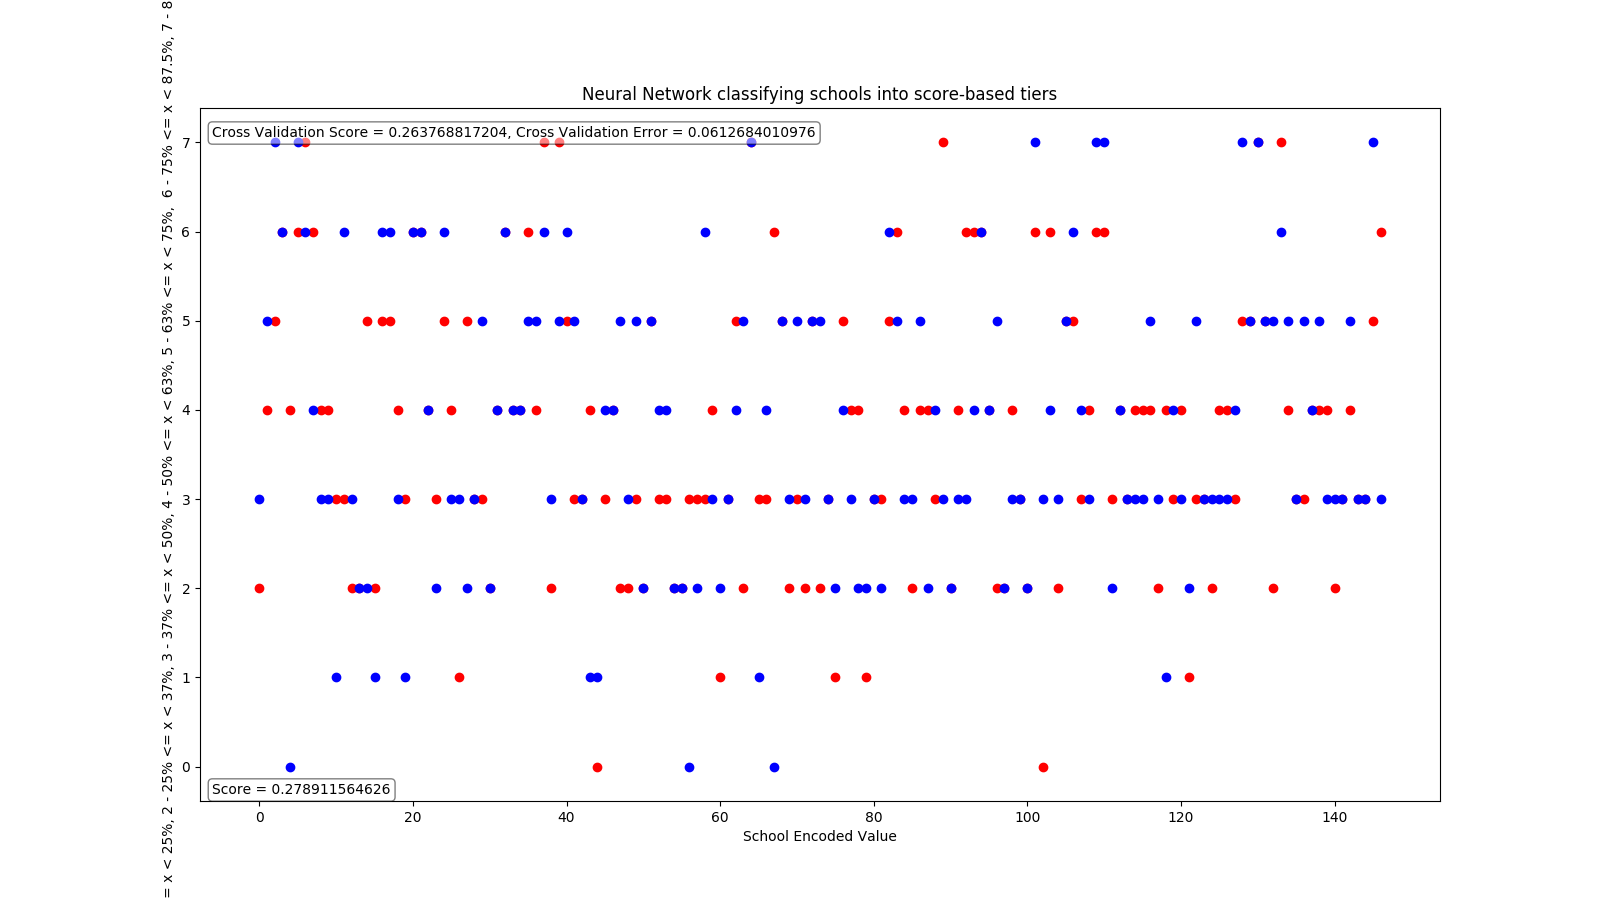 Neural Network classifying schools into score-based tiers
Cross Validation Score = 0.263768817204, Cross Validation Error = 0.0612684010976
= x < 25%, 2 - 25% <= x < 37%, 3 - 37% <= x < 50%, 4 - 50% <= x < 63%, 5 - 63% <= x < 75%,  6 - 75% <= x < 87.5%, 7 - 8
7
6
5
4
3
2
1
0
Score = 0.278911564626
0 20 40 60 80 100 120 140
School Encoded Value